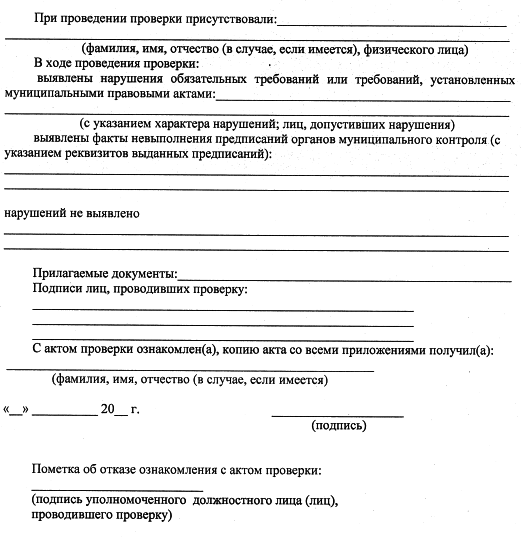 При проведении проверки присутствовали:
(фамилия, имя, отчество (в случае, если имеется), физического лица)
В ходе проведения проверки:
выявлены нарушения обязательных требований или требований, установленных
муниципальными правовыми актами:
(с указанием характера нарушений; лиц, допустивших нарушения)
выявлены факты невыполнения предписаний органов муниципального контроля (с
указанием реквизитов выданных предписаний):
нарушений не выявлено
Прилагаемые документы:
Подписи лиц, проводивших проверку:
С актом проверки ознакомлен(а), копию акта со всеми приложениями получил(а):
(фамилия, имя, отчество (в случае, если имеется)
«__» __________ 20__ г.
(подпись)
Пометка об отказе ознакомления с актом проверки:
(подпись уполномоченного должностного лица (лиц),
проводившего проверку)